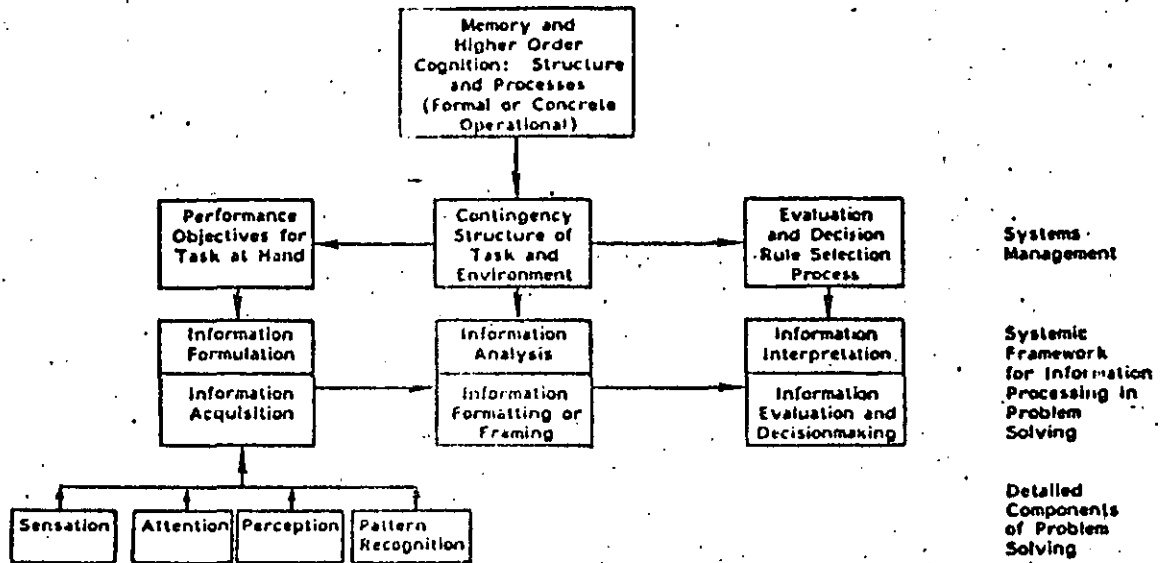 Memory and
Higher Order
Cognition: Structure
and Processes
(Formal or Concrete
Operational)
Performance
Objectives for
Task at Hand
Contingency
Structure of
Task and
Environment
Evaluation
and Decision
Rule Selection
Process
Systems
Management
Information
Formulation
Information
Acquisition
Information
Analysis
Information
Formatting or
Framing
Information
Interpretation
Information
Evaluation and
Decisionmaking
Systemic
Framework
for Information
Processing in
Problem
Solving
Sensation
Attention
Perception
Pattern
Recognition
Detailed
Components
of Problem
Solving